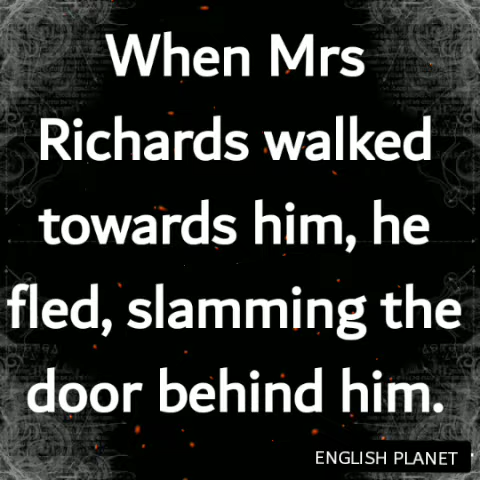 When Mrs
Richards walked
towards him, he
fled, slamming the
door behind him.
ENGLISH PLANET